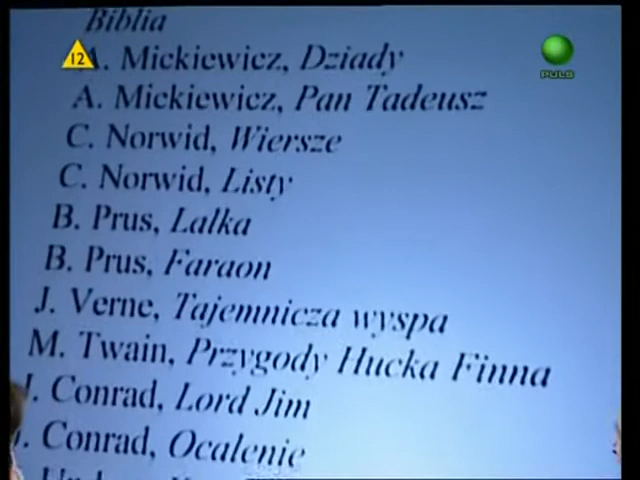 Biblia
12
A. Mickiewicz, Dziady
PULS
A. Mickiewicz, Pan Tadeusz
C. Norwid, Wiersze
C. Norwid, Listy
B. Prus, Lalka
B. Prus, Faraon
J. Verne, Tajemnicza wyspa
M. Twain, Przygody Hucka Finna
J. Conrad, Lord Jim
J. Conrad, Ocalenie